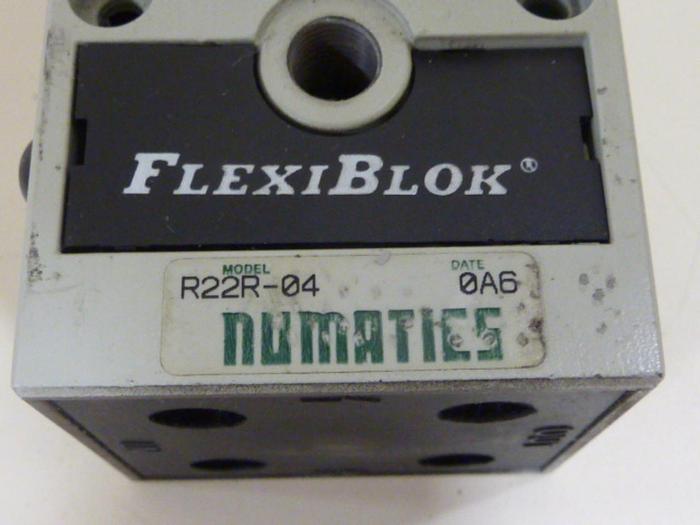 FLEXIBLOK®
MODEL DATE
R22R-04 0A6
NUMATICS